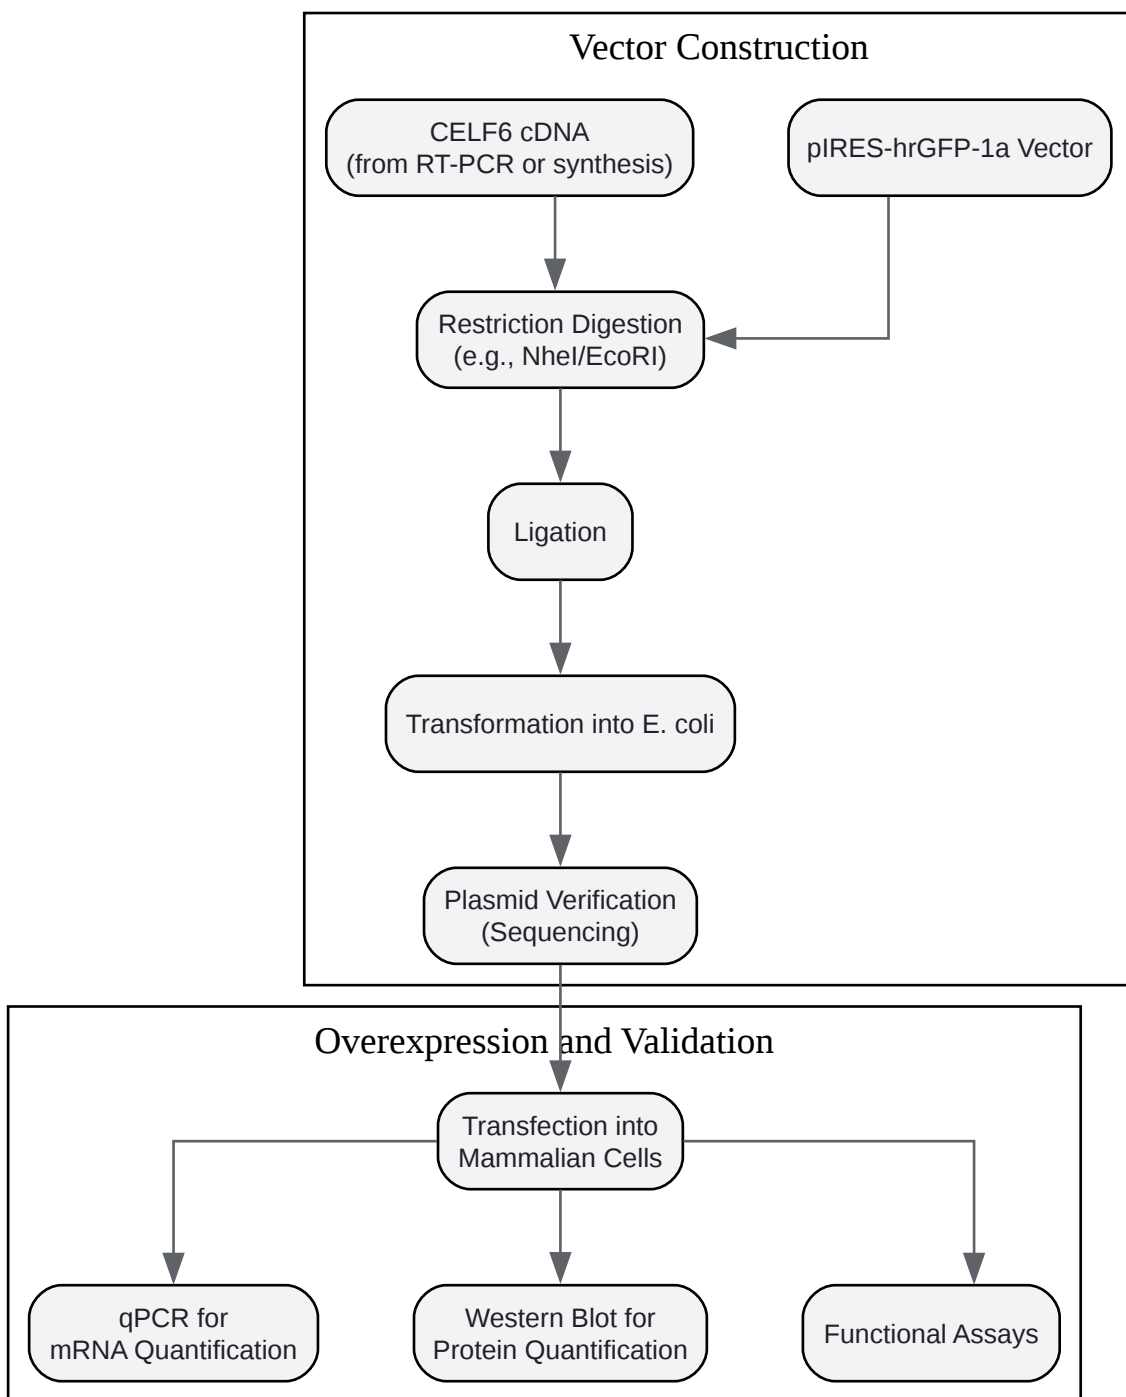 Vector Construction
CELF6 cDNA
(from RT-PCR or synthesis)
pIRES-hrGFP-1a Vector
Restriction Digestion
(e.g., NheI/EcoRI)
Ligation
Transformation into E. coli
Plasmid Verification
(Sequencing)
Overexpression and Validation
Transfection into
Mammalian Cells
qPCR for
mRNA Quantification
Western Blot for
Protein Quantification
Functional Assays